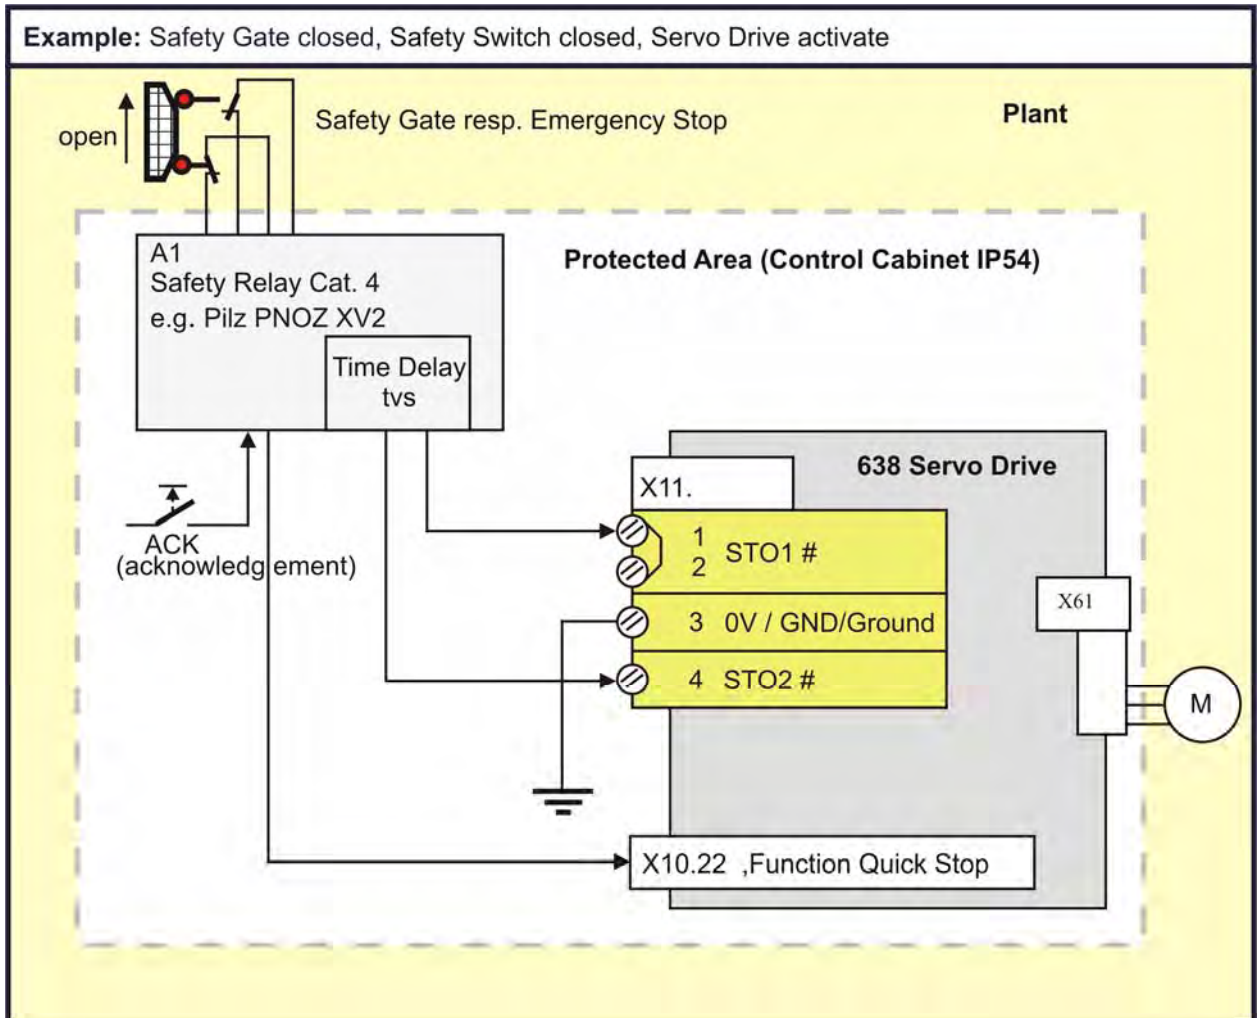 Example: Safety Gate closed, Safety Switch closed, Servo Drive activate
open
Safety Gate resp. Emergency Stop
Plant
A1
Safety Relay Cat. 4
e.g. Pilz PNOZ XV2
Protected Area (Control Cabinet IP54)
Time Delay
tvs
638 Servo Drive
X11.
1
2
STO1 #
ACK
(acknowledgement)
3 0V / GND/Ground
X61
4 STO2 #
M
X10.22 ,Function Quick Stop